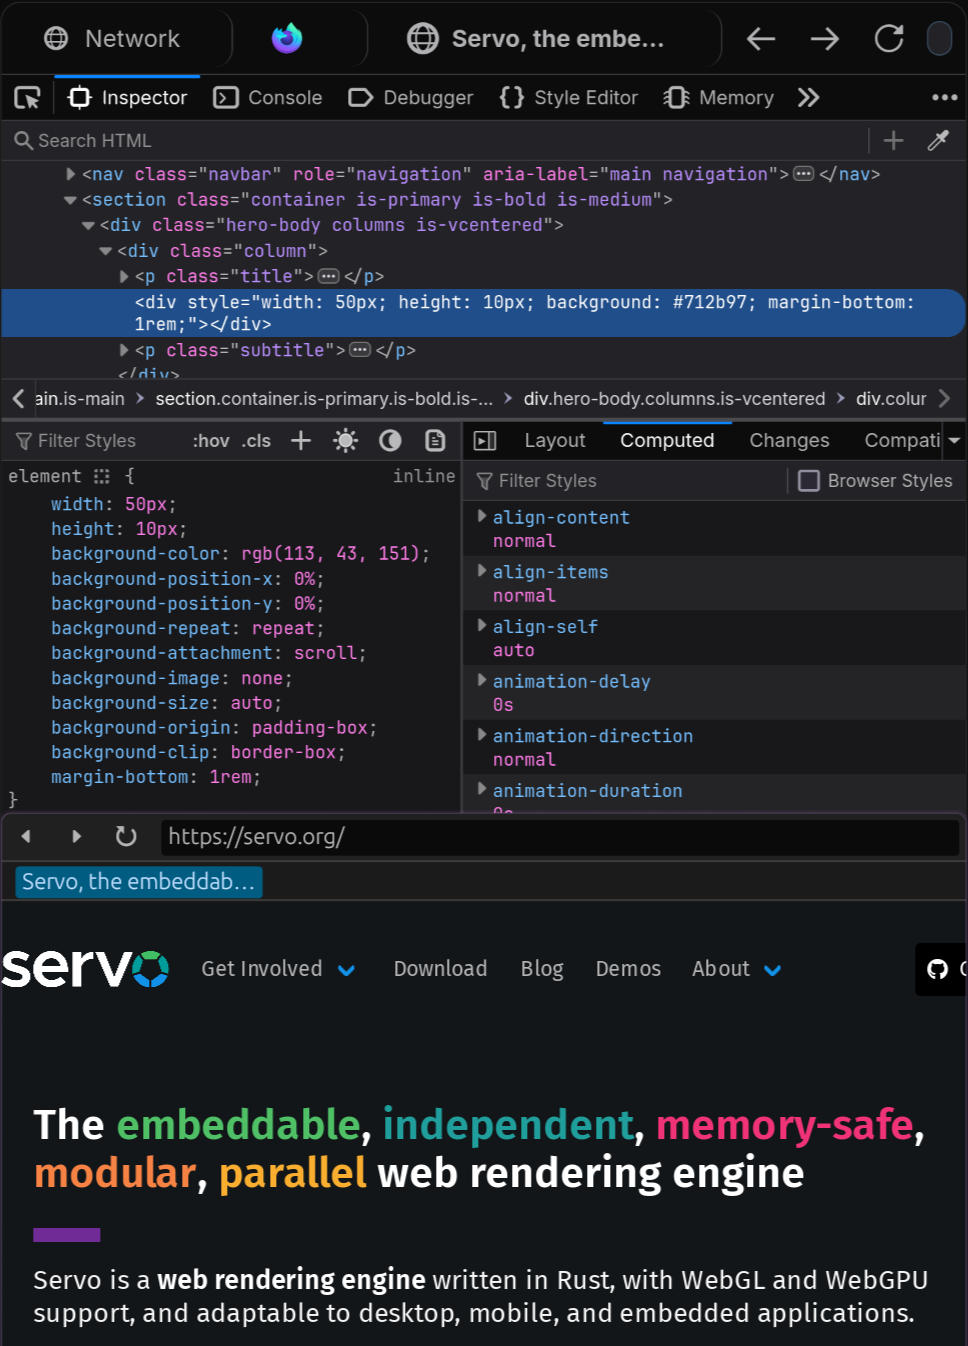 Network
Servo, the embe...
Inspector Console Debugger { } Style Editor Memory
Search HTML
<nav class="navbar" role="navigation" aria-label="main navigation">⋯</nav>
<section class="container is-primary is-bold is-medium">
<div class="hero-body columns is-vcentered">
<div class="column">
<p class="title">⋯</p>
<div style="width: 50px; height: 10px; background: #712b97; margin-bottom:
1rem;"></div>
<p class="subtitle">⋯</p>
</div>
ain.is-main > section.container.is-primary.is-bold.is-... > div.hero-body.columns.is-vcentered > div.colur
Filter Styles :hov .cls
element {
inline
width: 50px;
height: 10px;
background-color: rgb(113, 43, 151);
background-position-x: 0%;
background-position-y: 0%;
background-repeat: repeat;
background-attachment: scroll;
background-image: none;
background-size: auto;
background-origin: padding-box;
background-clip: border-box;
margin-bottom: 1rem;
}
Layout Computed Changes Compati
Filter Styles Browser Styles
align-content
normal
align-items
normal
align-self
auto
animation-delay
0s
animation-direction
normal
animation-duration
https://servo.org/
Servo, the embeddab...
servo
Get Involved Download Blog Demos About
The embeddable, independent, memory-safe,
modular, parallel web rendering engine
Servo is a web rendering engine written in Rust, with WebGL and WebGPU
support, and adaptable to desktop, mobile, and embedded applications.